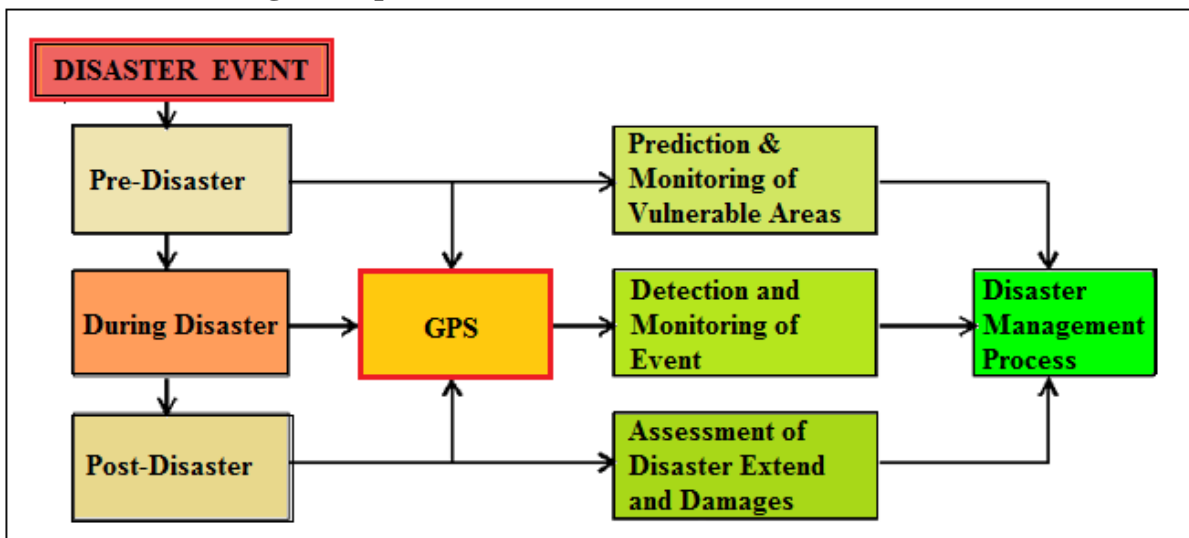 DISASTER EVENT
Pre-Disaster
Prediction &
Monitoring of
Vulnerable Areas
During Disaster
GPS
Detection and
Monitoring of
Event
Disaster
Management
Process
Post-Disaster
Assessment of
Disaster Extend
and Damages